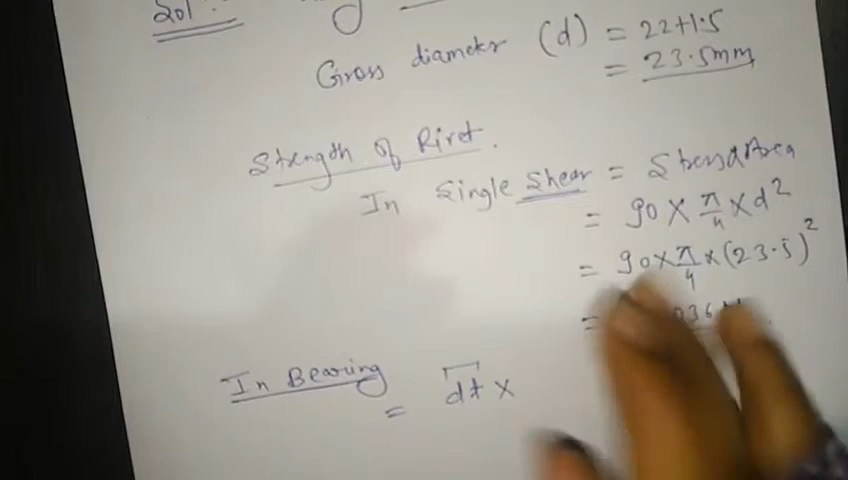 Sol :-
Gross diameter (d) = 22+1.5
= 23.5mm
Strength of Rivet.
In Single Shear = Stress x Area
= 90 x π/4 x d²
= 90 x π/4 x (23.5)²
=
In Bearing
= dt x